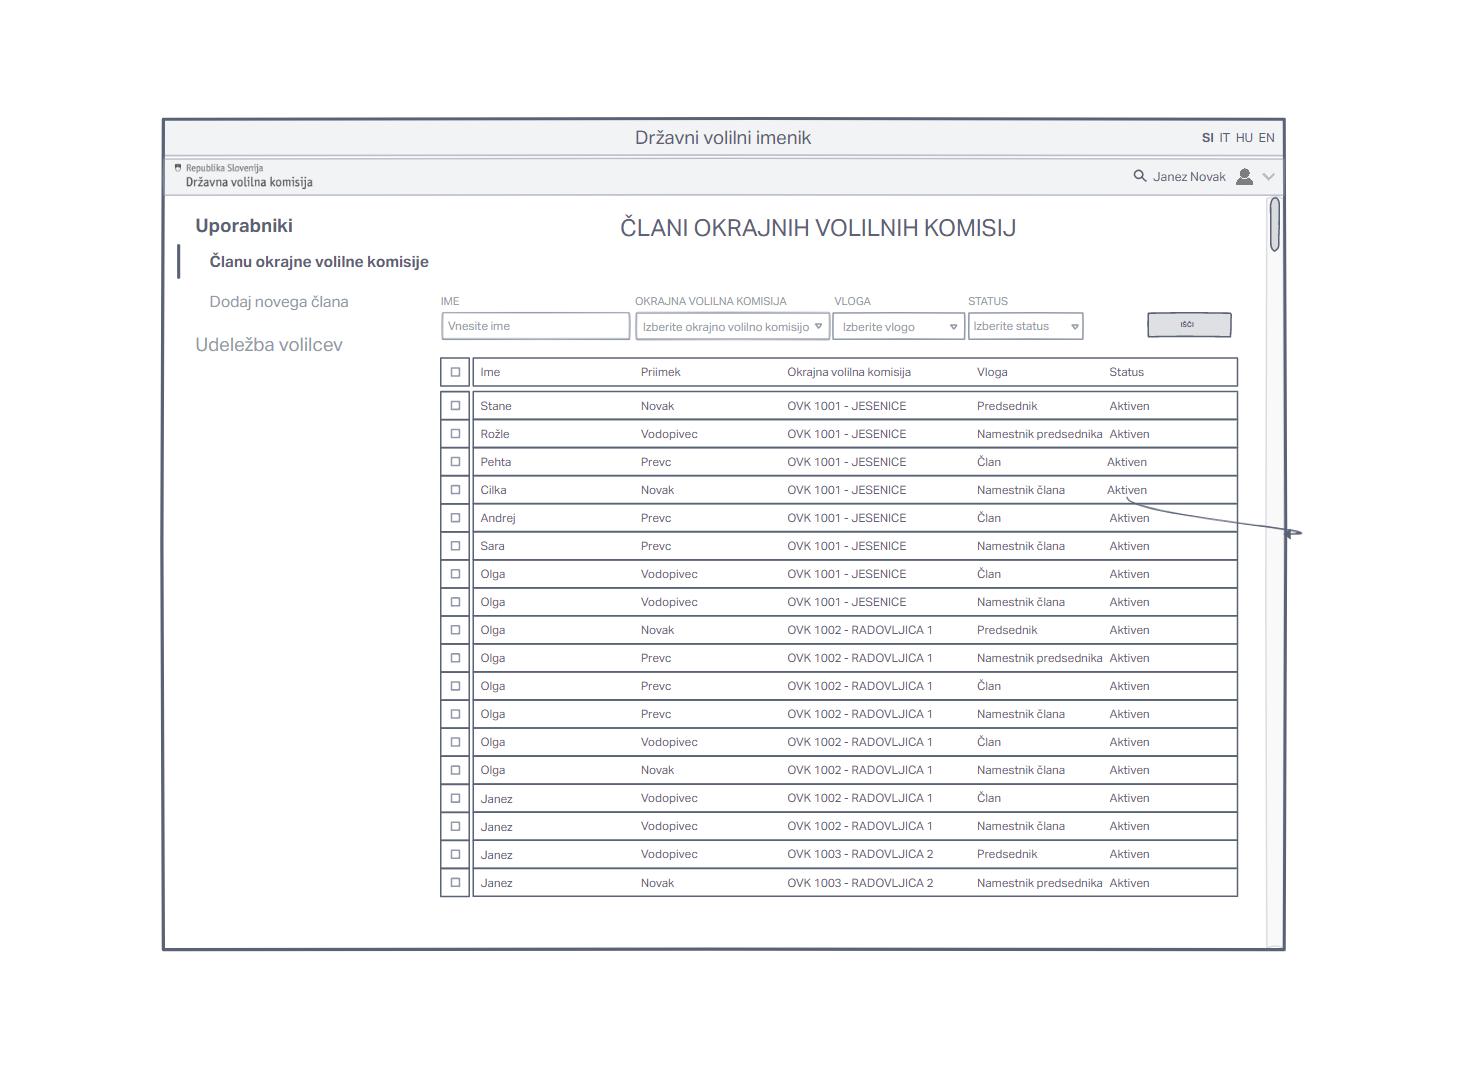 Državni volilni imenik
SI IT HU EN
Republika Slovenija
Državna volilna komisija
Janez Novak
Uporabniki
Članu okrajne volilne komisije
Dodaj novega člana
Udeležba volilcev
ČLANI OKRAJNIH VOLILNIH KOMISIJ
IME OKRAJNA VOLILNA KOMISIJA VLOGA STATUS
Vnesite ime Izberite okrajno volilno komisijo Izberite vlogo Izberite status IŠČI
Ime Priimek Okrajna volilna komisija Vloga Status
Stane Novak OVK 1001 - JESENICE Predsednik Aktiven
Rožle Vodopivec OVK 1001 - JESENICE Namestnik predsednika Aktiven
Pehta Prevc OVK 1001 - JESENICE Član Aktiven
Cilka Novak OVK 1001 - JESENICE Namestnik člana Aktiven
Andrej Prevc OVK 1001 - JESENICE Član Aktiven
Sara Prevc OVK 1001 - JESENICE Namestnik člana Aktiven
Olga Vodopivec OVK 1001 - JESENICE Član Aktiven
Olga Vodopivec OVK 1001 - JESENICE Namestnik člana Aktiven
Olga Novak OVK 1002 - RADOVLJICA 1 Predsednik Aktiven
Olga Prevc OVK 1002 - RADOVLJICA 1 Namestnik predsednika Aktiven
Olga Prevc OVK 1002 - RADOVLJICA 1 Član Aktiven
Olga Prevc OVK 1002 - RADOVLJICA 1 Namestnik člana Aktiven
Olga Vodopivec OVK 1002 - RADOVLJICA 1 Član Aktiven
Olga Novak OVK 1002 - RADOVLJICA 1 Namestnik člana Aktiven
Janez Vodopivec OVK 1002 - RADOVLJICA 1 Član Aktiven
Janez Vodopivec OVK 1002 - RADOVLJICA 1 Namestnik člana Aktiven
Janez Vodopivec OVK 1003 - RADOVLJICA 2 Predsednik Aktiven
Janez Novak OVK 1003 - RADOVLJICA 2 Namestnik predsednika Aktiven